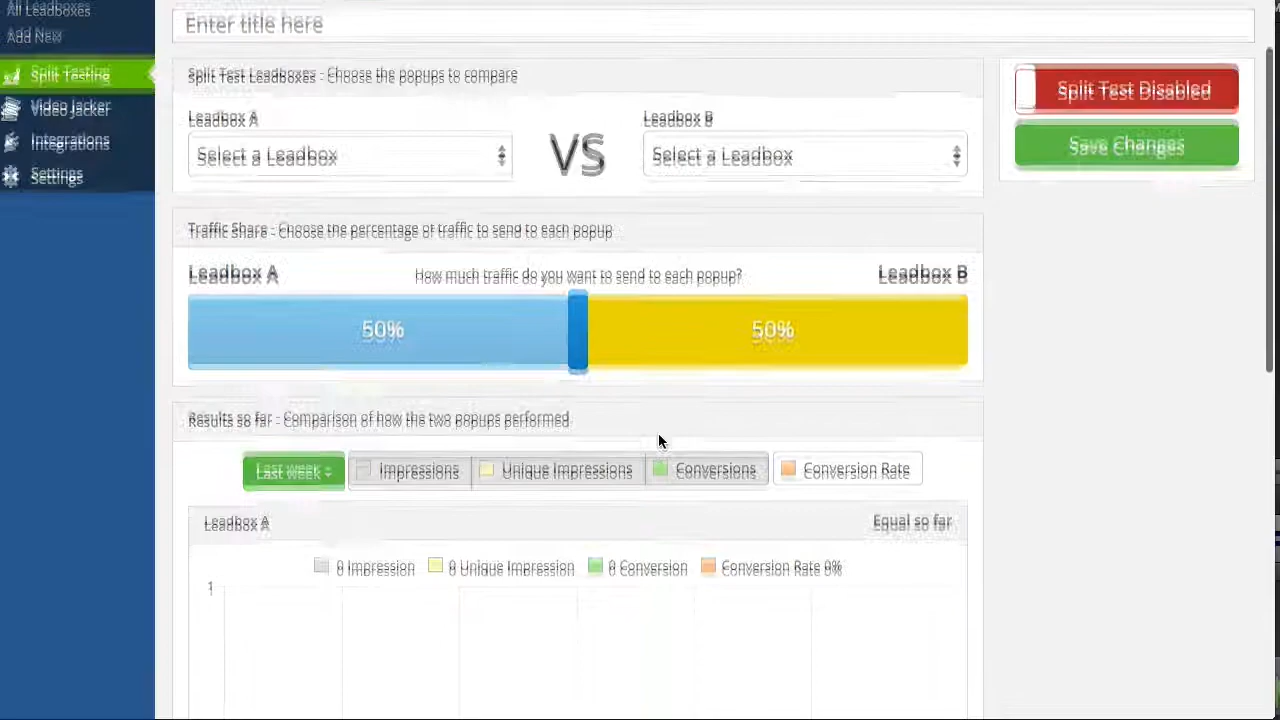 All Leadboxes
Add New
Split Testing
Video Jacker
Integrations
Settings
Enter title here
Split Test Leadboxes - Choose the popups to compare
Leadbox A
Leadbox B
Select a Leadbox
VS
Select a Leadbox
Split Test Disabled
Save Changes
Traffic Share - Choose the percentage of traffic to send to each popup
Leadbox A
How much traffic do you want to send to each popup?
Leadbox B
50%
50%
Results so far - Comparison of how the two popups performed
Last week
Impressions
Unique Impressions
Conversions
Conversion Rate
Leadbox A
Equal so far
0 Impression
0 Unique Impression
0 Conversion
Conversion Rate 0%
1